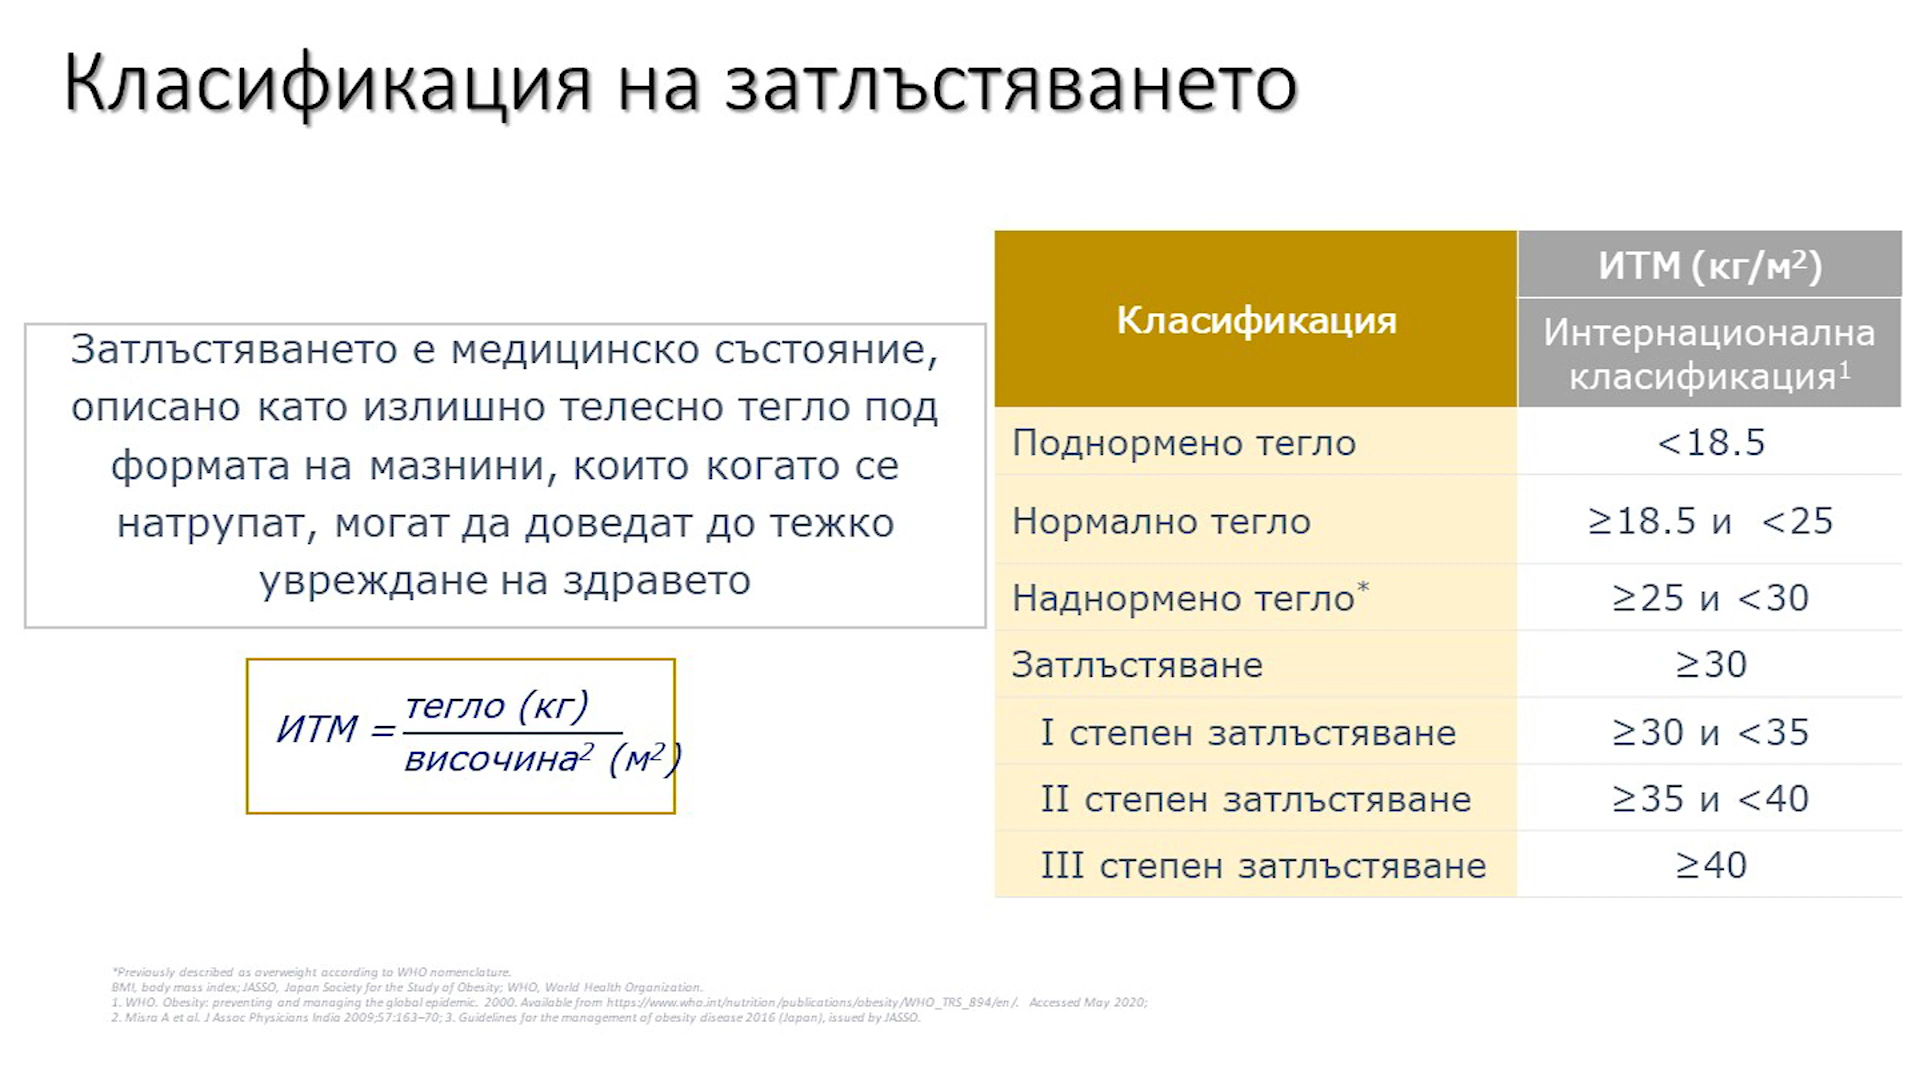 Класификация на затлъстяването
Затлъстяването е медицинско състояние,
описано като излишно телесно тегло под
формата на мазнини, които когато се
натрупат, могат да доведат до тежко
увреждане на здравето
ИТМ = тегло (кг)
височина² (м²)
Класификация
ИТМ (кг/м²)
Интернационална
класификация¹
Поднормено тегло <18.5
Нормално тегло ≥18.5 и <25
Наднормено тегло* ≥25 и <30
Затлъстяване ≥30
I степен затлъстяване ≥30 и <35
II степен затлъстяване ≥35 и <40
III степен затлъстяване ≥40
*Previously described as overweight according to WHO nomenclature.
BMI, body mass index; JASSO, Japan Society for the Study of Obesity; WHO, World Health Organization.
1. WHO. Obesity: preventing and managing the global epidemic. 2000. Available from https://www.who.int/nutrition/publications/obesity/WHO_TRS_894/en/. Accessed May 2020;
2. Misra A et al. J Assoc Physicians India 2009;57:163–70; 3. Guidelines for the management of obesity disease 2016 (Japan), issued by JASSO.